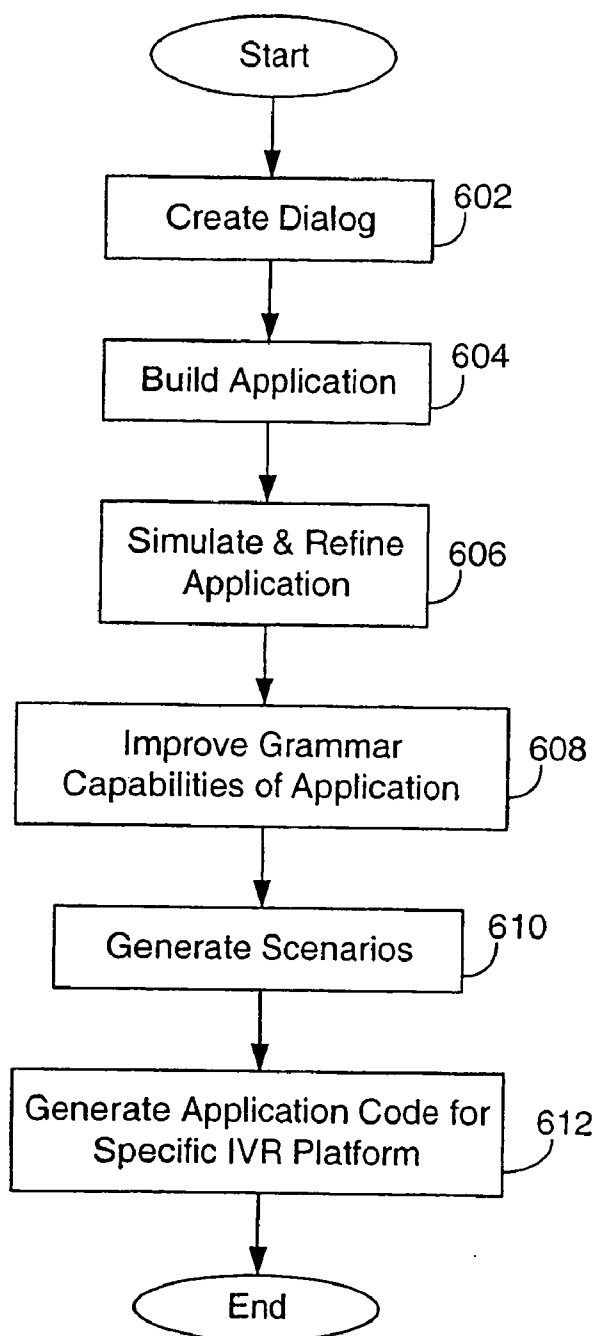 Start
Create Dialog
602
Build Application
604
Simulate & Refine
Application
606
Improve Grammar
Capabilities of Application
608
Generate Scenarios
610
Generate Application Code for
Specific IVR Platform
612
End